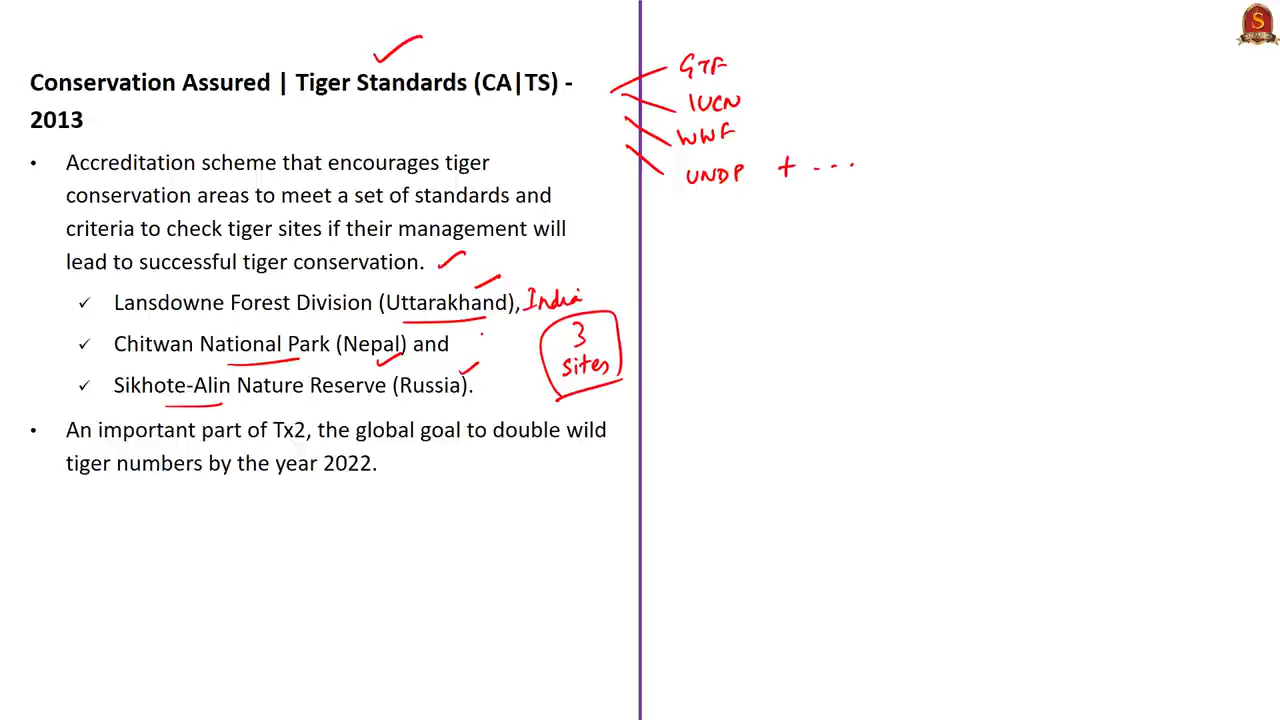 Conservation Assured | Tiger Standards (CA|TS) -
2013
• Accreditation scheme that encourages tiger
conservation areas to meet a set of standards and
criteria to check tiger sites if their management will
lead to successful tiger conservation.
✓ Lansdowne Forest Division (Uttarakhand), India
✓ Chitwan National Park (Nepal) and
✓ Sikhote-Alin Nature Reserve (Russia).
3
sites
• An important part of Tx2, the global goal to double wild
tiger numbers by the year 2022.
GTF
IUCN
WWF
UNDP + ...
S